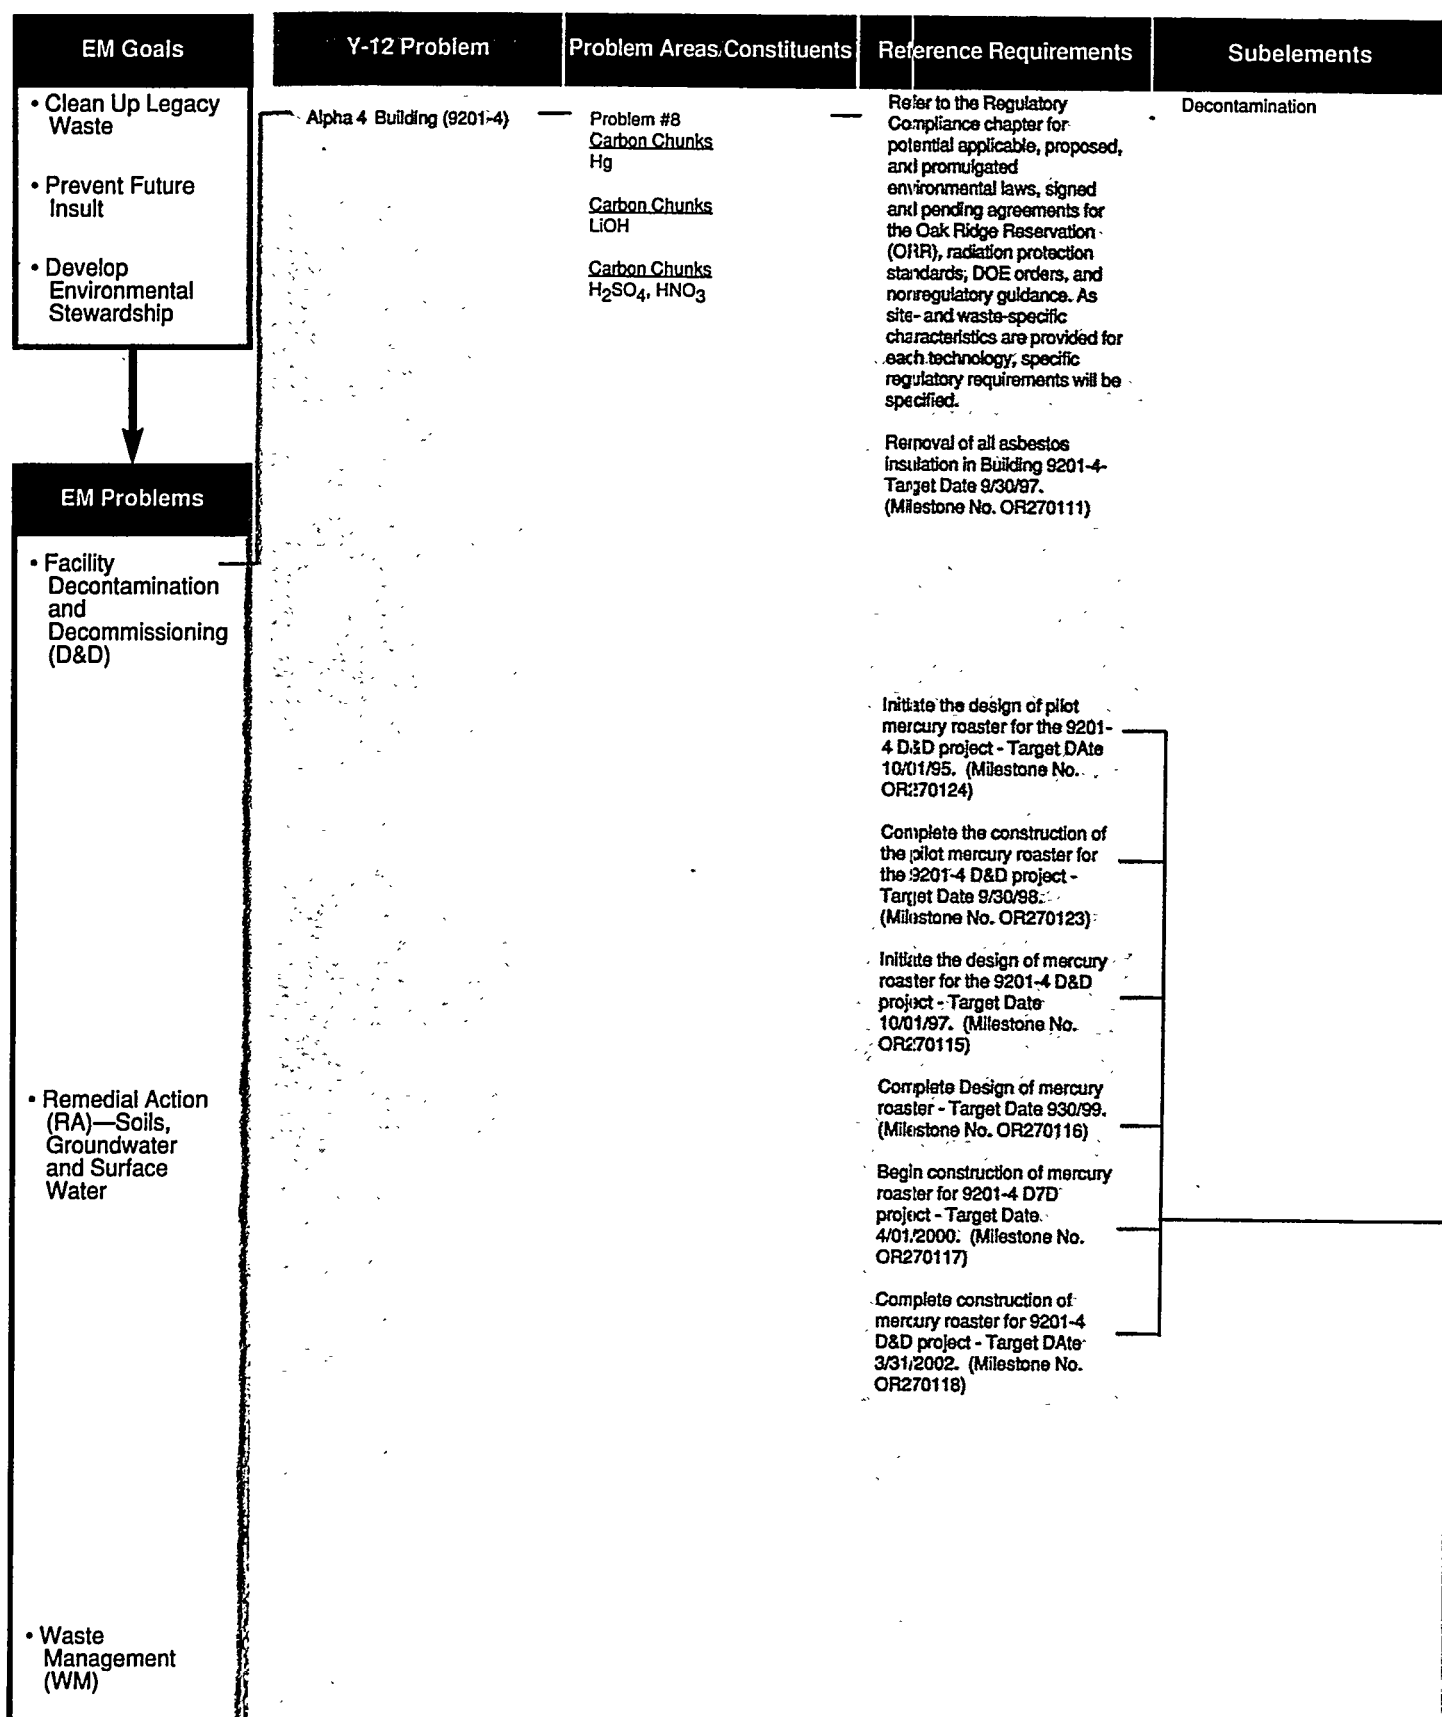 EM Goals
• Clean Up Legacy
Waste
• Prevent Future
Insult
• Develop
Environmental
Stewardship
EM Problems
• Facility
Decontamination
and
Decommissioning
(D&D)
• Remedial Action
(RA)—Soils,
Groundwater
and Surface
Water
• Waste
Management
(WM)
Y-12 Problem
Alpha 4 Building (9201-4)
Problem Areas/Constituents
Problem #8
Carbon Chunks
Hg
Carbon Chunks
LiOH
Carbon Chunks
H2SO4, HNO3
Reference Requirements
Refer to the Regulatory
Compliance chapter for
potential applicable, proposed,
and promulgated
environmental laws, signed
and pending agreements for
the Oak Ridge Reservation
(ORR), radiation protection
standards, DOE orders, and
nonregulatory guidance. As
site- and waste-specific
characteristics are provided for
each technology, specific
regulatory requirements will be
specified.
Removal of all asbestos
insulation in Building 9201-4-
Target Date 9/30/97.
(Milestone No. OR270111)
Initiate the design of pilot
mercury roaster for the 9201-
4 D&D project - Target DAte
10/01/95. (Milestone No.
OR270124)
Complete the construction of
the pilot mercury roaster for
the 9201-4 D&D project -
Target Date 9/30/98.
(Milestone No. OR270123)
Initiate the design of mercury
roaster for the 9201-4 D&D
project - Target Date
10/01/97. (Milestone No.
OR270115)
Complete Design of mercury
roaster - Target Date 930/99.
(Milestone No. OR270116)
Begin construction of mercury
roaster for 9201-4 D7D
project - Target Date
4/01/2000. (Milestone No.
OR270117)
Complete construction of
mercury roaster for 9201-4
D&D project - Target DAte
3/31/2002. (Milestone No.
OR270118)
Subelements
Decontamination